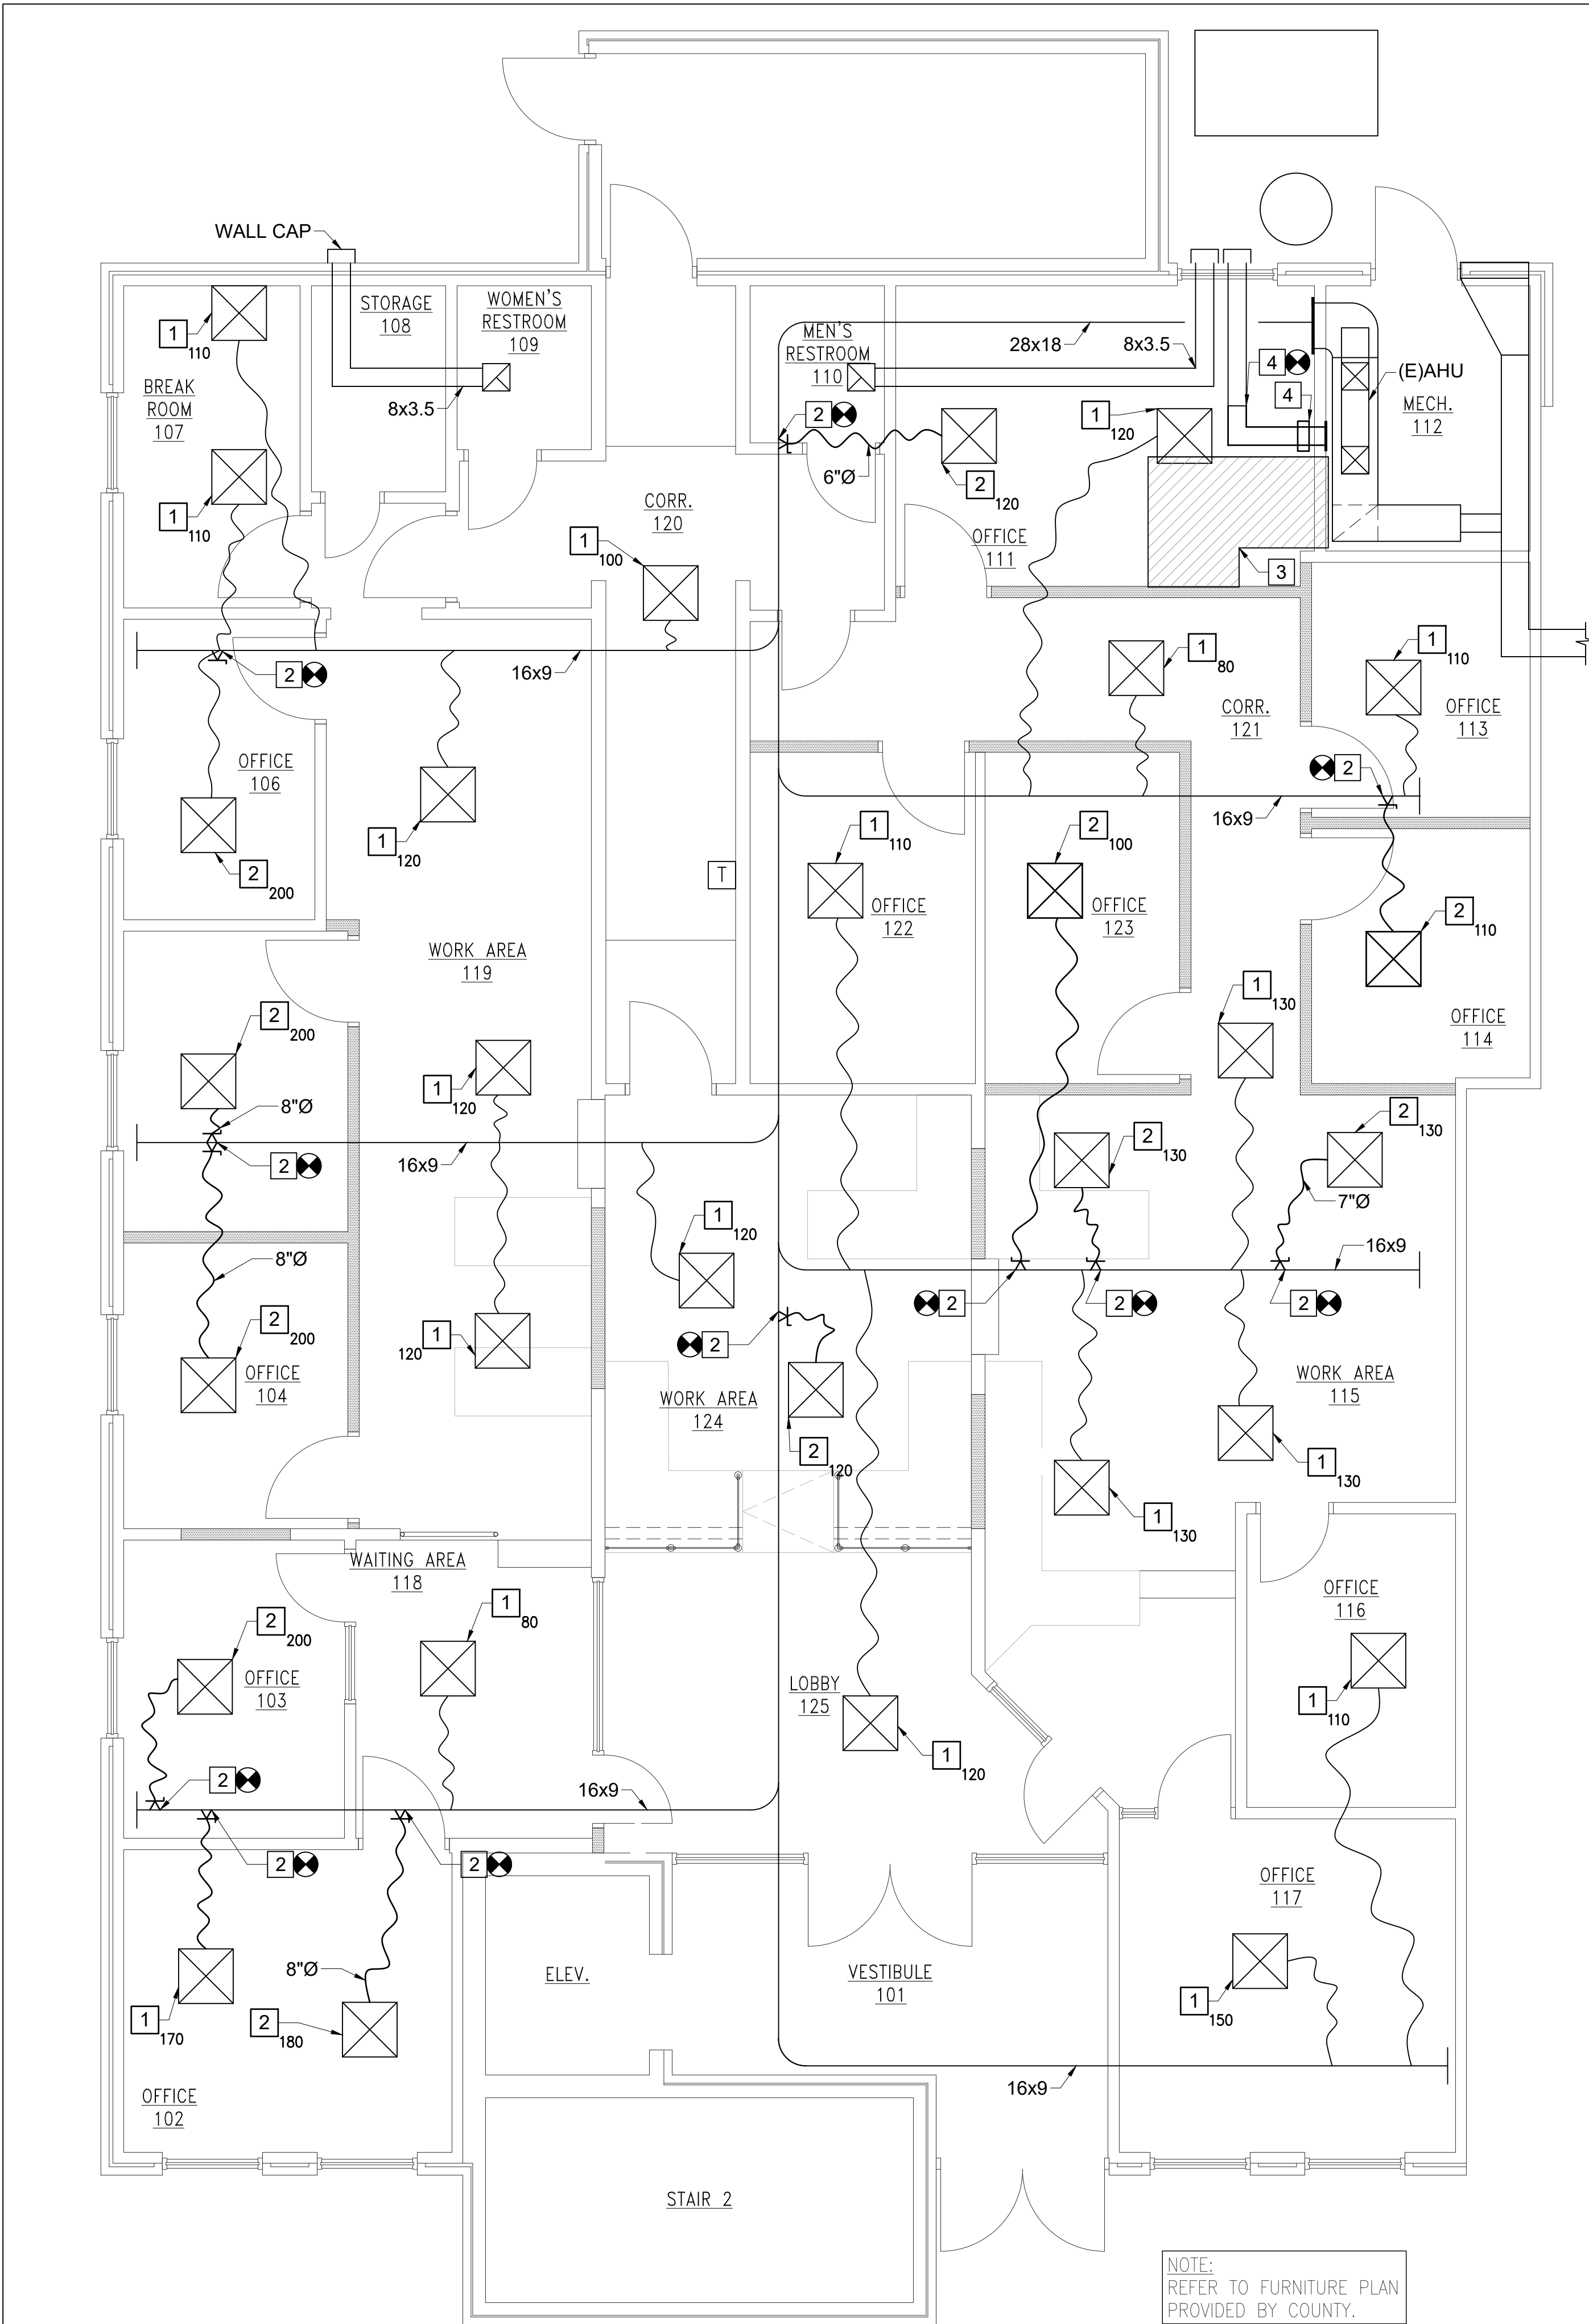 WALL CAP
STORAGE
108
WOMEN'S
RESTROOM
109
1
110
BREAK
ROOM
107
8x3.5
MEN'S
RESTROOM
110
28x18
8x3.5
4
4
(E)AHU
MECH.
112
2
1
120
6"Ø
2
120
1
110
CORR.
120
1
100
OFFICE
111
3
2
16x9
1
80
CORR.
121
1
110
OFFICE
113
2
16x9
OFFICE
106
2
200
1
120
T
1
110
OFFICE
122
2
100
OFFICE
123
2
110
OFFICE
114
WORK AREA
119
2
200
8"Ø
2
1
120
16x9
1
130
2
130
2
130
7"Ø
16x9
1
120
8"Ø
2
200
OFFICE
104
1
120
2
2
2
2
WORK AREA
124
2
120
WORK AREA
115
1
130
1
130
WAITING AREA
118
1
80
2
200
OFFICE
103
LOBBY
125
1
120
OFFICE
116
1
110
2
16x9
2
2
1
170
8"Ø
2
180
OFFICE
102
ELEV.
VESTIBULE
101
OFFICE
117
1
150
16x9
STAIR 2
NOTE:
REFER TO FURNITURE PLAN
PROVIDED BY COUNTY.